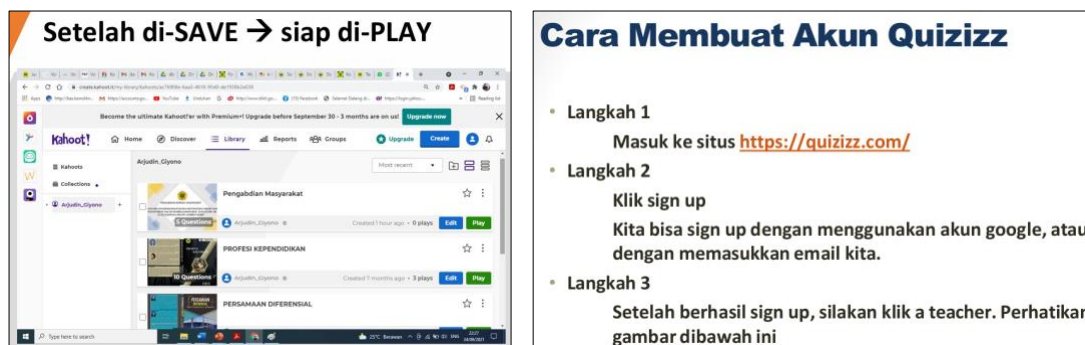 Setelah di-SAVE → siap di-PLAY
Become the ultimate Kahoot!'er with Premium+! Upgrade before September 30 - 3 months are on us!
Upgrade now
Kahoot!
Home
Discover
Library
Reports
Groups
Upgrade
Create
Kahoots
Collections
Arjudin_Giyono
Arjudin_Giyono
Most recent
Pengabdian Masyarakat
5 Questions
Arjudin_Giyono
Created 1 hour ago • 0 plays
Edit
Play
PROFESI KEPENDIDIKAN
10 Questions
Arjudin_Giyono
Created 7 months ago • 3 plays
Edit
Play
PERSAMAAN DIFERENSIAL
Type here to search
Cara Membuat Akun Quizizz
• Langkah 1
Masuk ke situs https://quizizz.com/
• Langkah 2
Klik sign up
Kita bisa sign up dengan menggunakan akun google, atau
dengan memasukkan email kita.
• Langkah 3
Setelah berhasil sign up, silakan klik a teacher. Perhatikan
gambar dibawah ini